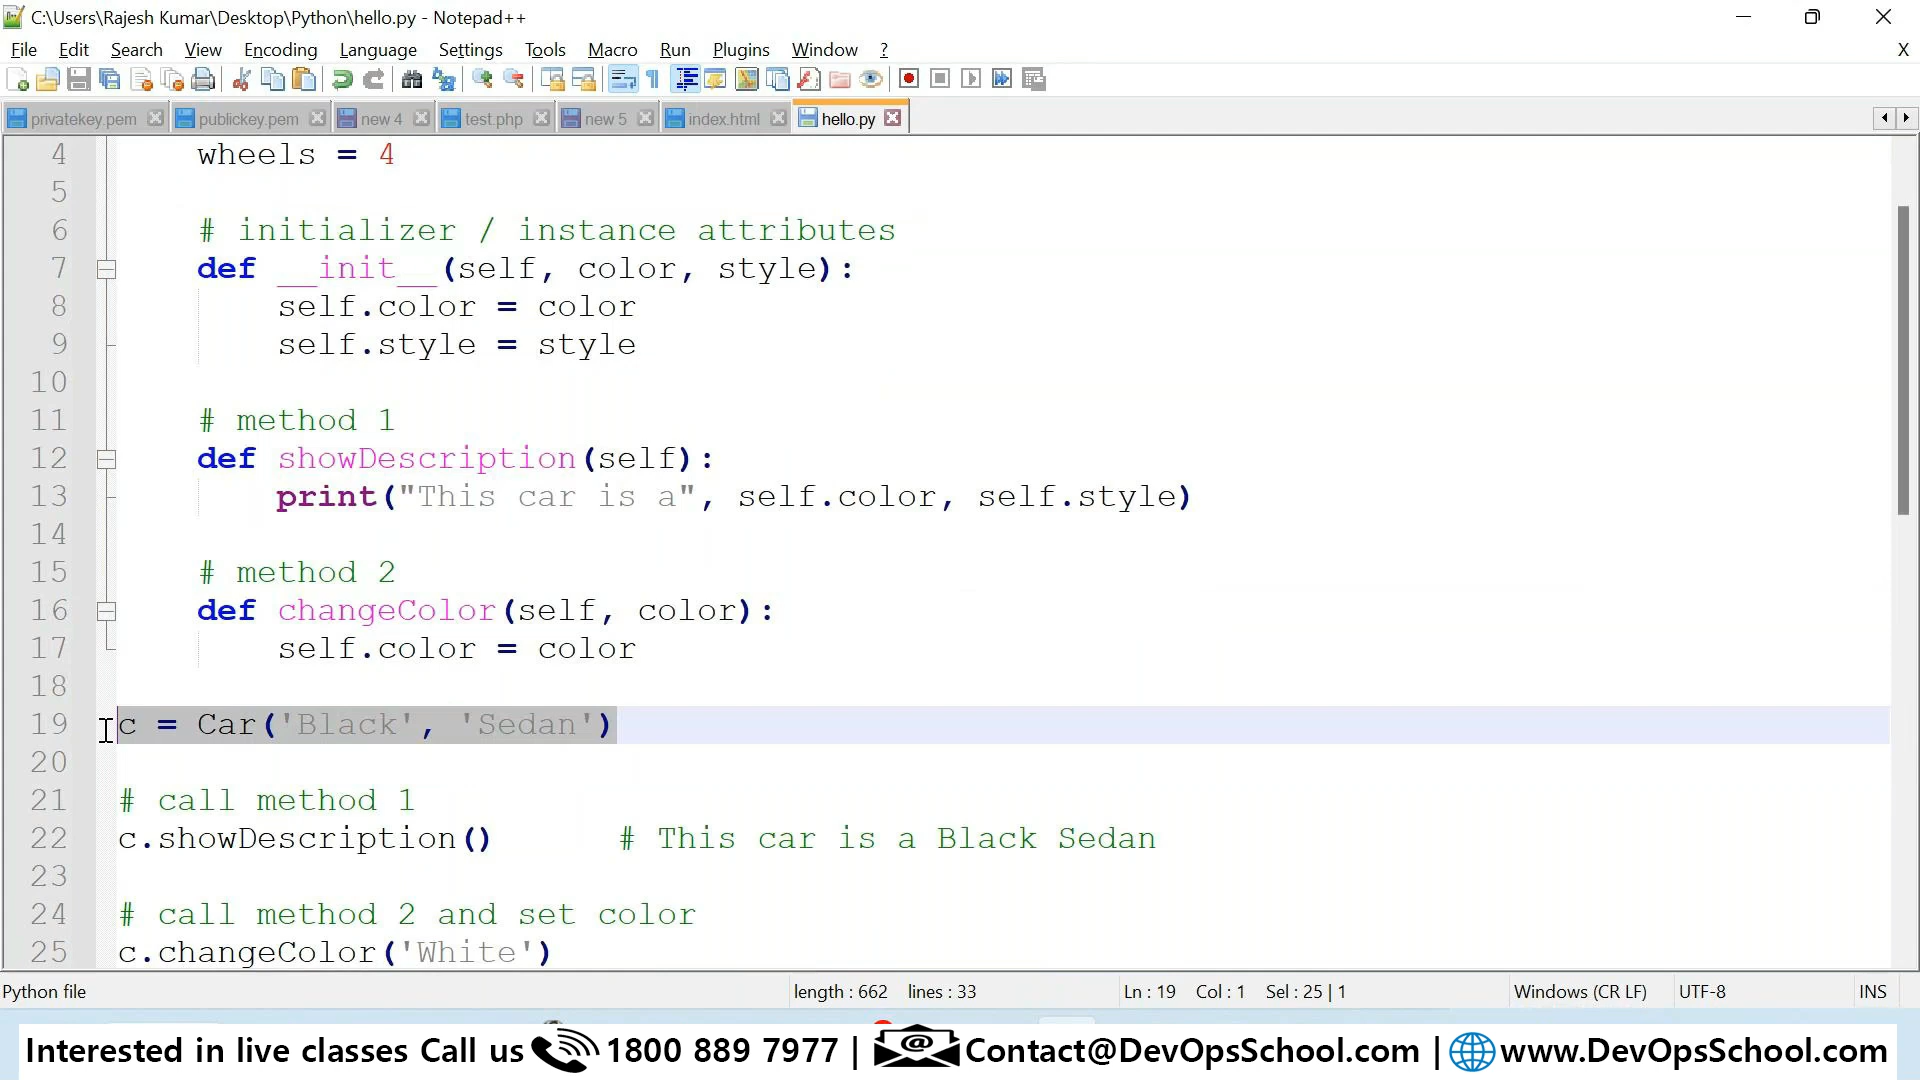 C:\Users\Rajesh Kumar\Desktop\Python\hello.py - Notepad++
File Edit Search View Encoding Language Settings Tools Macro Run Plugins Window ? X
privatekey.pem publickey.pem new 4 test.php new 5 index.html hello.py
4 wheels = 4
5
6 # initializer / instance attributes
7 def __init__(self, color, style):
8 self.color = color
9 self.style = style
10
11 # method 1
12 def showDescription(self):
13 print("This car is a", self.color, self.style)
14
15 # method 2
16 def changeColor(self, color):
17 self.color = color
18
19 c = Car('Black', 'Sedan')
20
21 # call method 1
22 c.showDescription() # This car is a Black Sedan
23
24 # call method 2 and set color
25 c.changeColor('White')
Python file length : 662 lines : 33 Ln : 19 Col : 1 Sel : 25 | 1 Windows (CR LF) UTF-8 INS
Interested in live classes Call us 1800 889 7977 | Contact@DevOpsSchool.com | www.DevOpsSchool.com